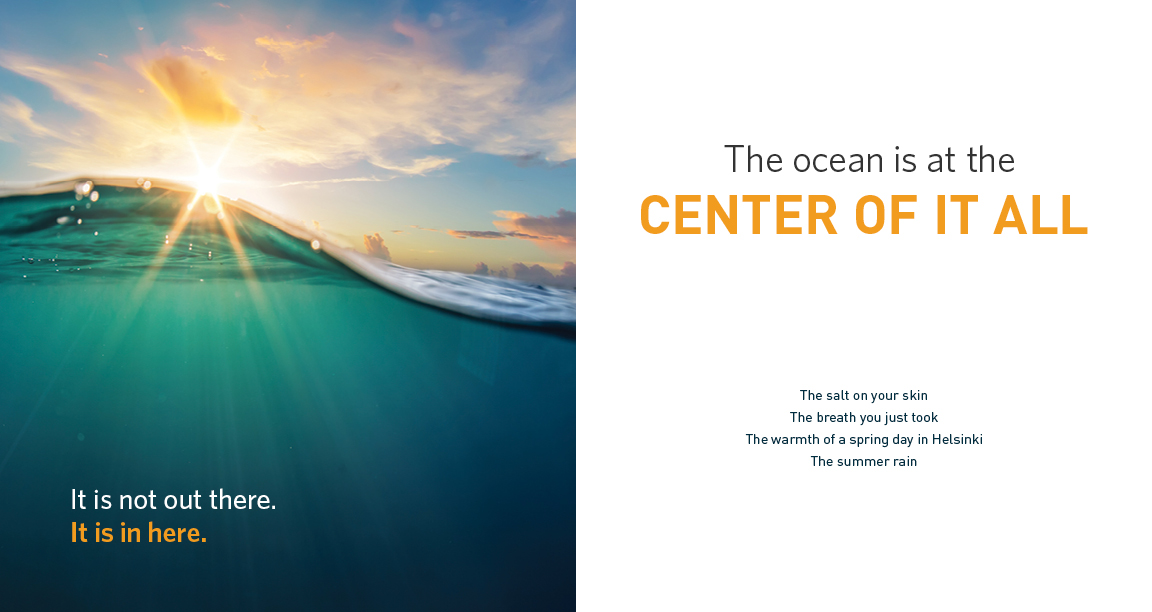 It is not out there.
It is in here.
The ocean is at the
CENTER OF IT ALL
The salt on your skin
The breath you just took
The warmth of a spring day in Helsinki
The summer rain